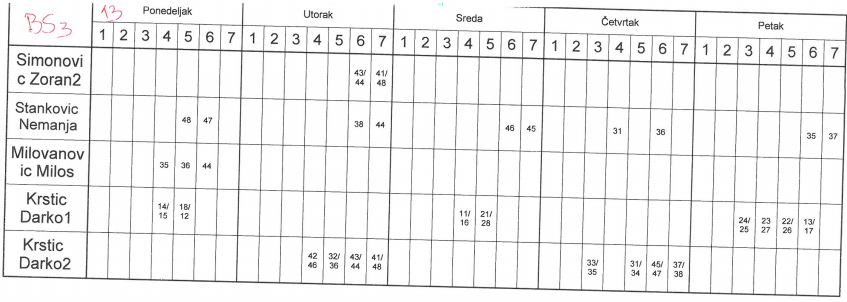 BS3
13
Ponedeljak Utorak Sreda Četvrtak Petak
1 2 3 4 5 6 7 1 2 3 4 5 6 7 1 2 3 4 5 6 7 1 2 3 4 5 6 7 1 2 3 4 5 6 7
Simonovi
c Zoran2
43/ 41/
44 48
Stankovic
Nemanja
48 47 38 44 46 45 31 36 35 37
Milovanov
ic Milos
35 36 44
Krstic
Darko1
14/ 18/ 11/ 21/ 24/ 23 22/ 13/
15 12 16 28 25 27 26 17
Krstic
Darko2
42 32/ 43/ 41/ 33/ 31/ 45/ 37/
46 36 44 48 35 34 47 38